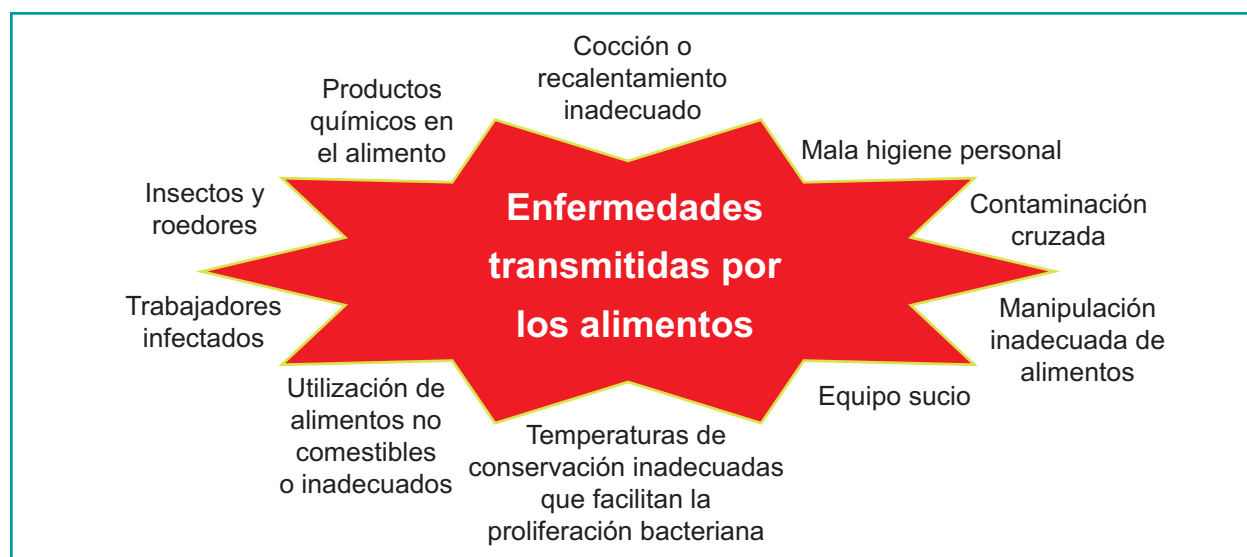 Cocción o
recalentamiento
inadecuado
Productos
químicos en
el alimento
Mala higiene personal
Insectos y
roedores
Contaminación
cruzada
Enfermedades
transmitidas por
los alimentos
Trabajadores
infectados
Manipulación
inadecuada de
alimentos
Utilización de
alimentos no
comestibles
o inadecuados
Equipo sucio
Temperaturas de
conservación inadecuadas
que facilitan la
proliferación bacteriana